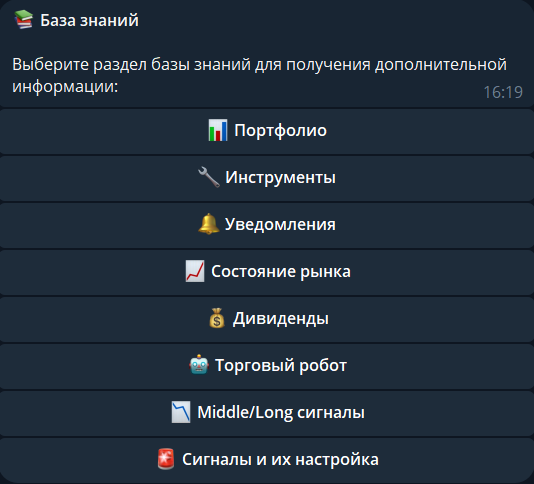 📚 База знаний
Выберите раздел базы знаний для получения дополнительной
информации:
16:19
📊 Портфолио
🔧 Инструменты
🔔 Уведомления
📈 Состояние рынка
💰 Дивиденды
🤖 Торговый робот
📉 Middle/Long сигналы
🚨 Сигналы и их настройка